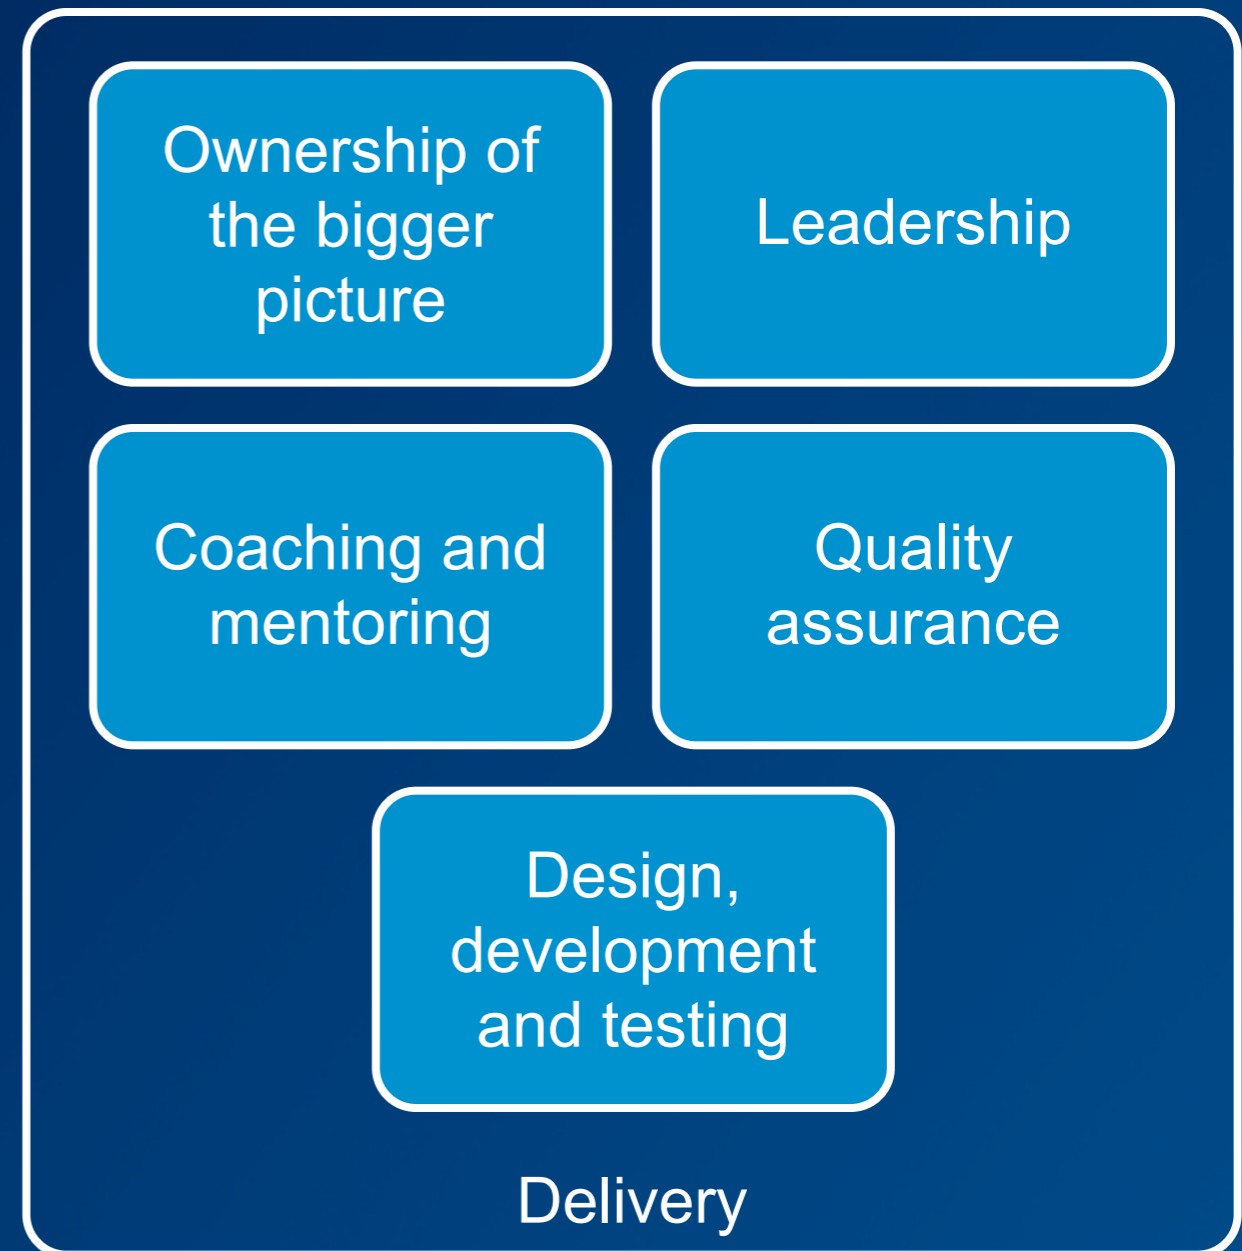 Ownership of
the bigger
picture
Leadership
Coaching and
mentoring
Quality
assurance
Design,
development
and testing
Delivery